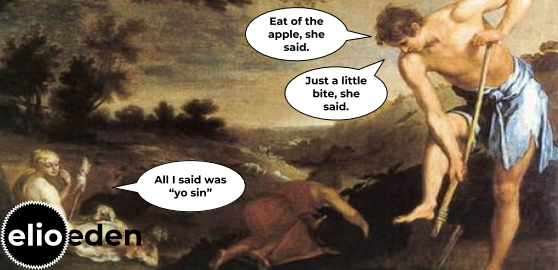 Eat of the
apple, she
said.
Just a little
bite, she
said.
All I said was
“yo sin”
elioeden